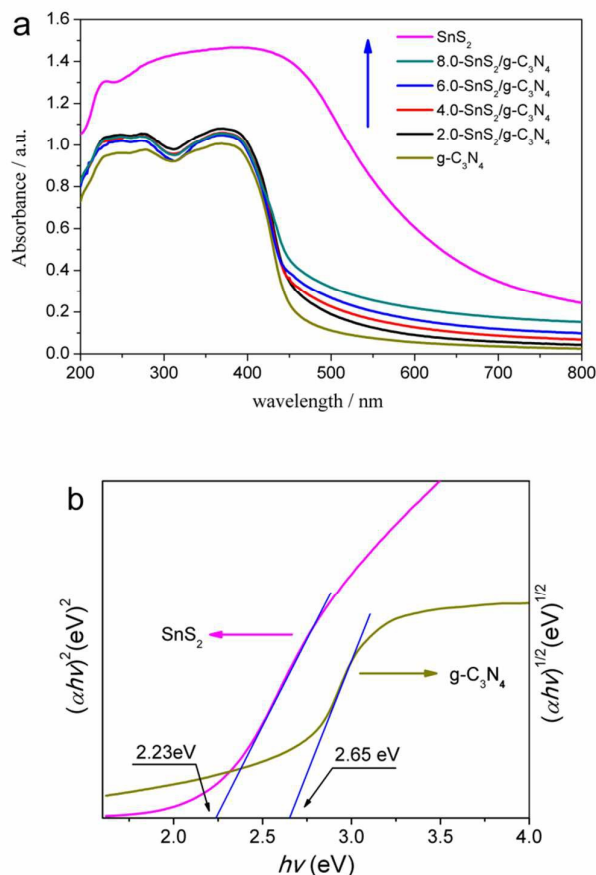 a
SnS2
8.0-SnS2/g-C3N4
6.0-SnS2/g-C3N4
4.0-SnS2/g-C3N4
2.0-SnS2/g-C3N4
g-C3N4
1.6
1.4
1.2
1.0
0.8
0.6
1.4
0.2
0.0
Absorbance / a.u.
200 300 400 500 600 700 800
wavelength / nm
b
(αhν)²(eV)²
(αhν)¹/²(eV)¹/²
SnS2
g-C3N4
2.23eV
2.65 eV
2.0 2.5 3.0 3.5 4.0
hν (eV)